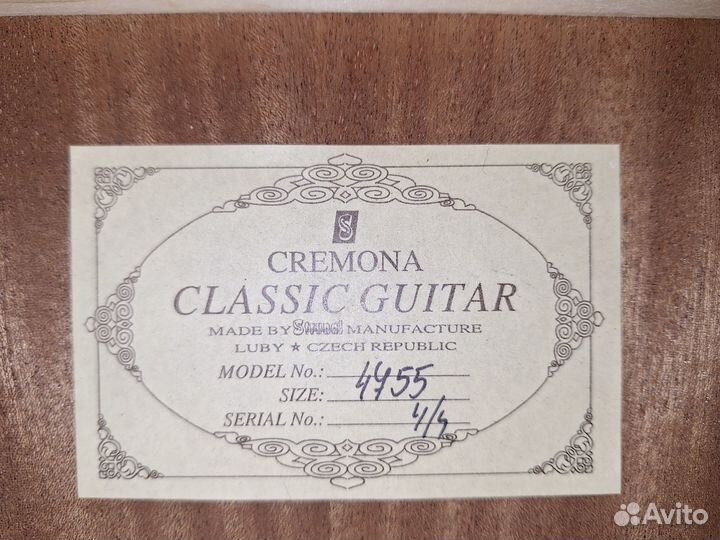 S
CREMONA
CLASSIC GUITAR
MADE BY Strunal MANUFACTURE
LUBY ★ CZECH REPUBLIC
MODEL No.: 4455
SIZE:
SERIAL No.: 4/4
Avito